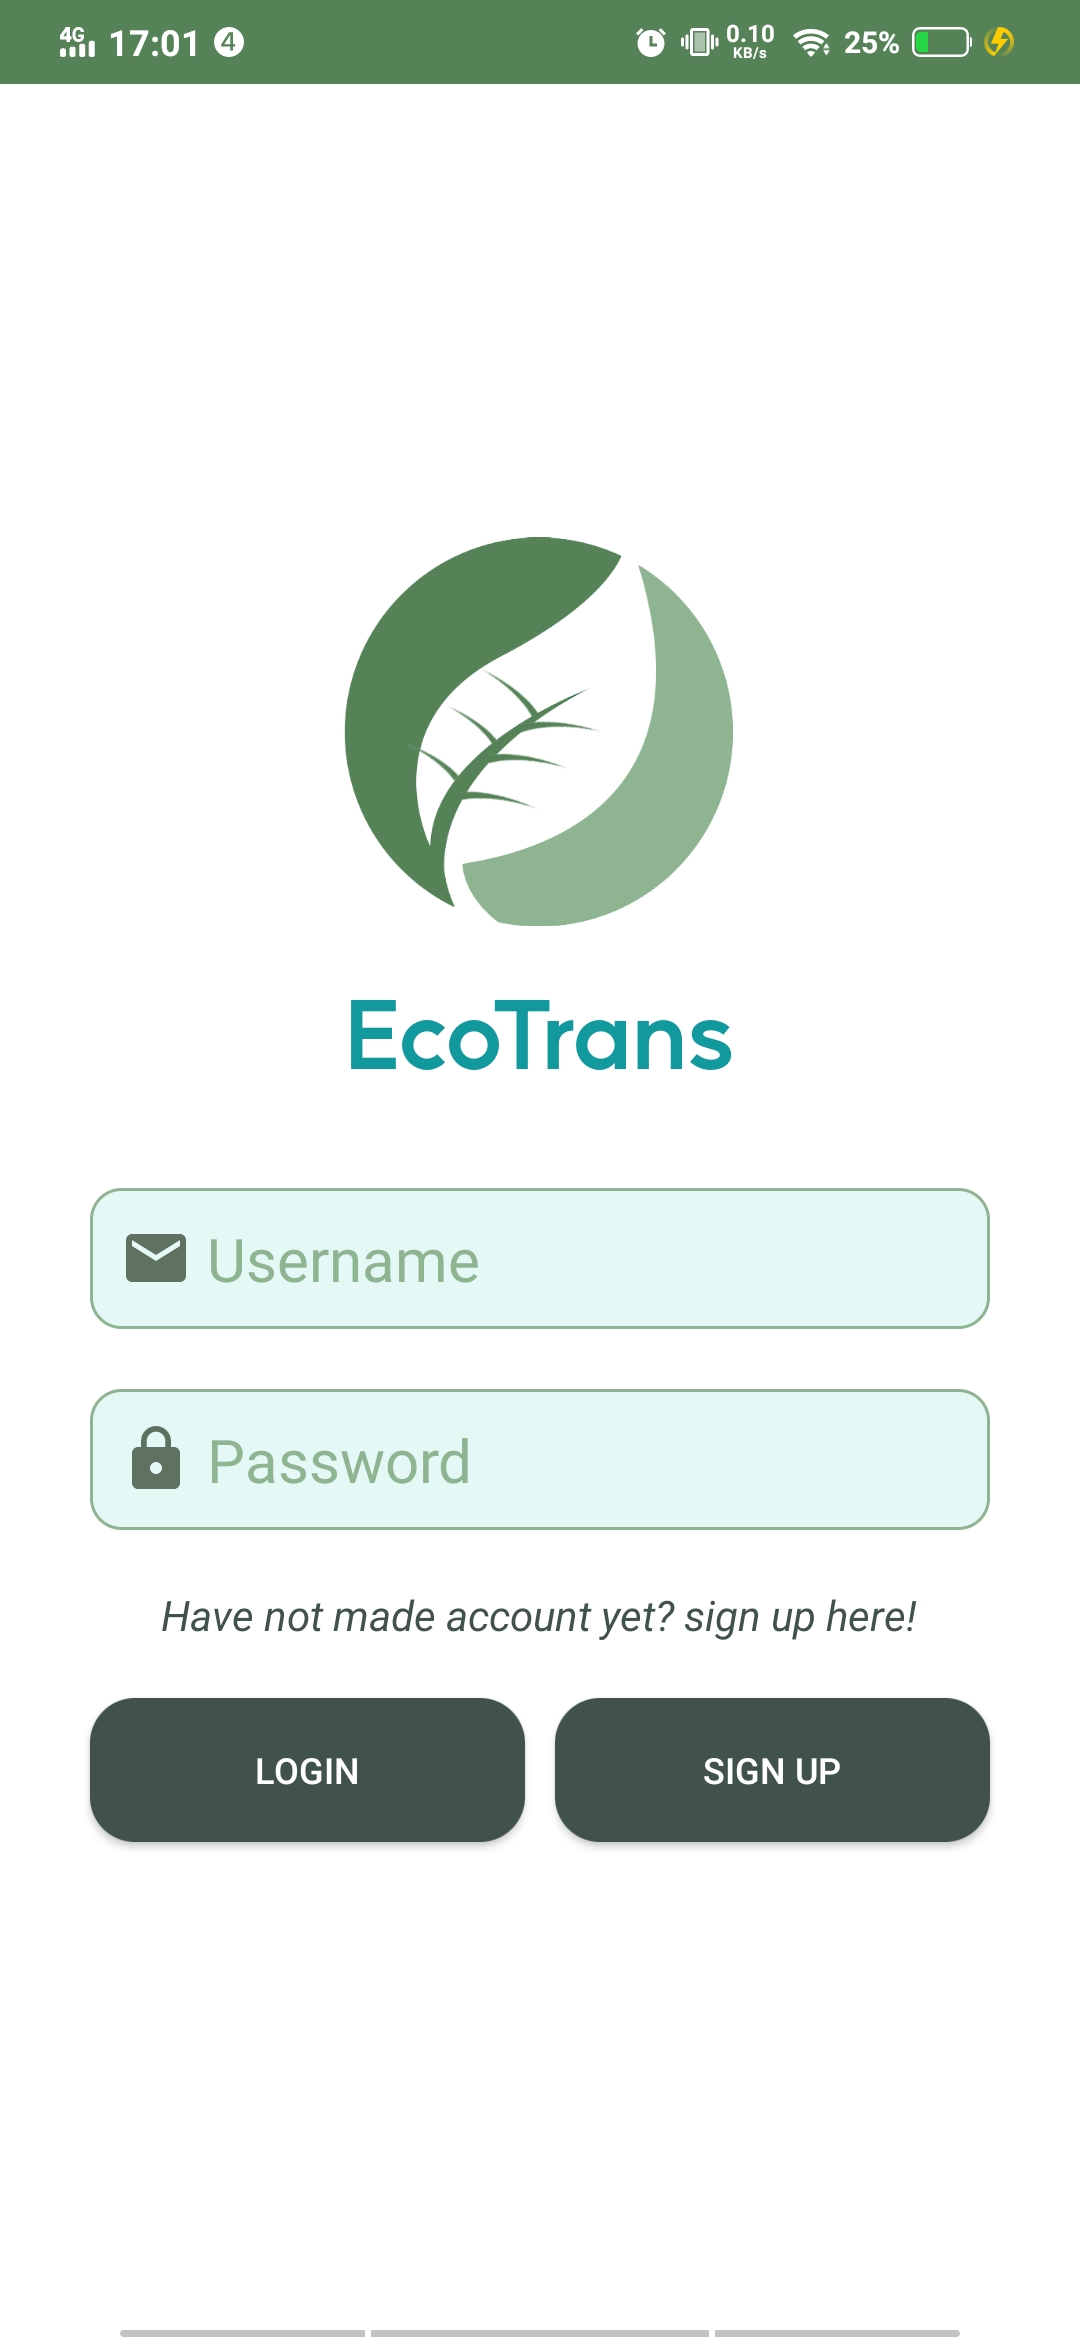 4G 17:01 4 0.10 KB/s 25%
EcoTrans
Username
Password
Have not made account yet? sign up here!
LOGIN SIGN UP